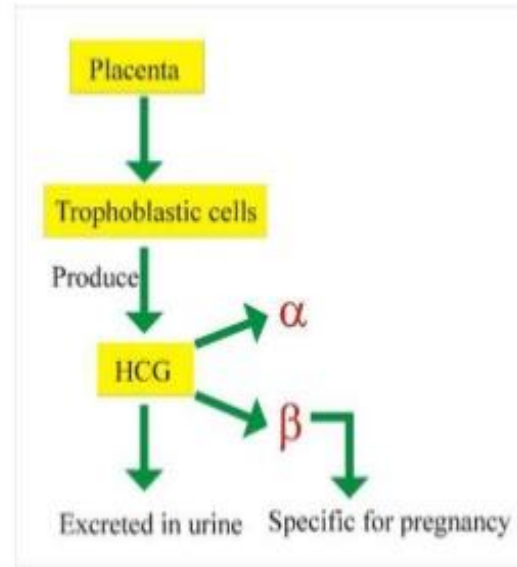 Placenta
Trophoblastic cells
Produce
HCG
α
β
Excreted in urine
Specific for pregnancy